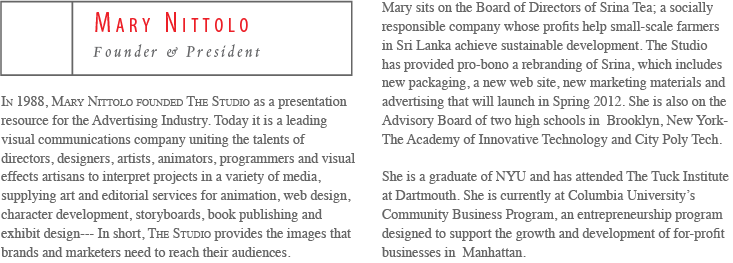 MARY NITTOLO
Founder & President
IN 1988, MARY NITTOLO FOUNDED THE STUDIO as a presentation
resource for the Advertising Industry. Today it is a leading
visual communications company uniting the talents of
directors, designers, artists, animators, programmers and visual
effects artisans to interpret projects in a variety of media,
supplying art and editorial services for animation, web design,
character development, storyboards, book publishing and
exhibit design--- In short, THE STUDIO provides the images that
brands and marketers need to reach their audiences.
Mary sits on the Board of Directors of Srina Tea; a socially
responsible company whose profits help small-scale farmers
in Sri Lanka achieve sustainable development. The Studio
has provided pro-bono a rebranding of Srina, which includes
new packaging, a new web site, new marketing materials and
advertising that will launch in Spring 2012. She is also on the
Advisory Board of two high schools in  Brooklyn, New York-
The Academy of Innovative Technology and City Poly Tech.
She is a graduate of NYU and has attended The Tuck Institute
at Dartmouth. She is currently at Columbia University's
Community Business Program, an entrepreneurship program
designed to support the growth and development of for-profit
businesses in  Manhattan.